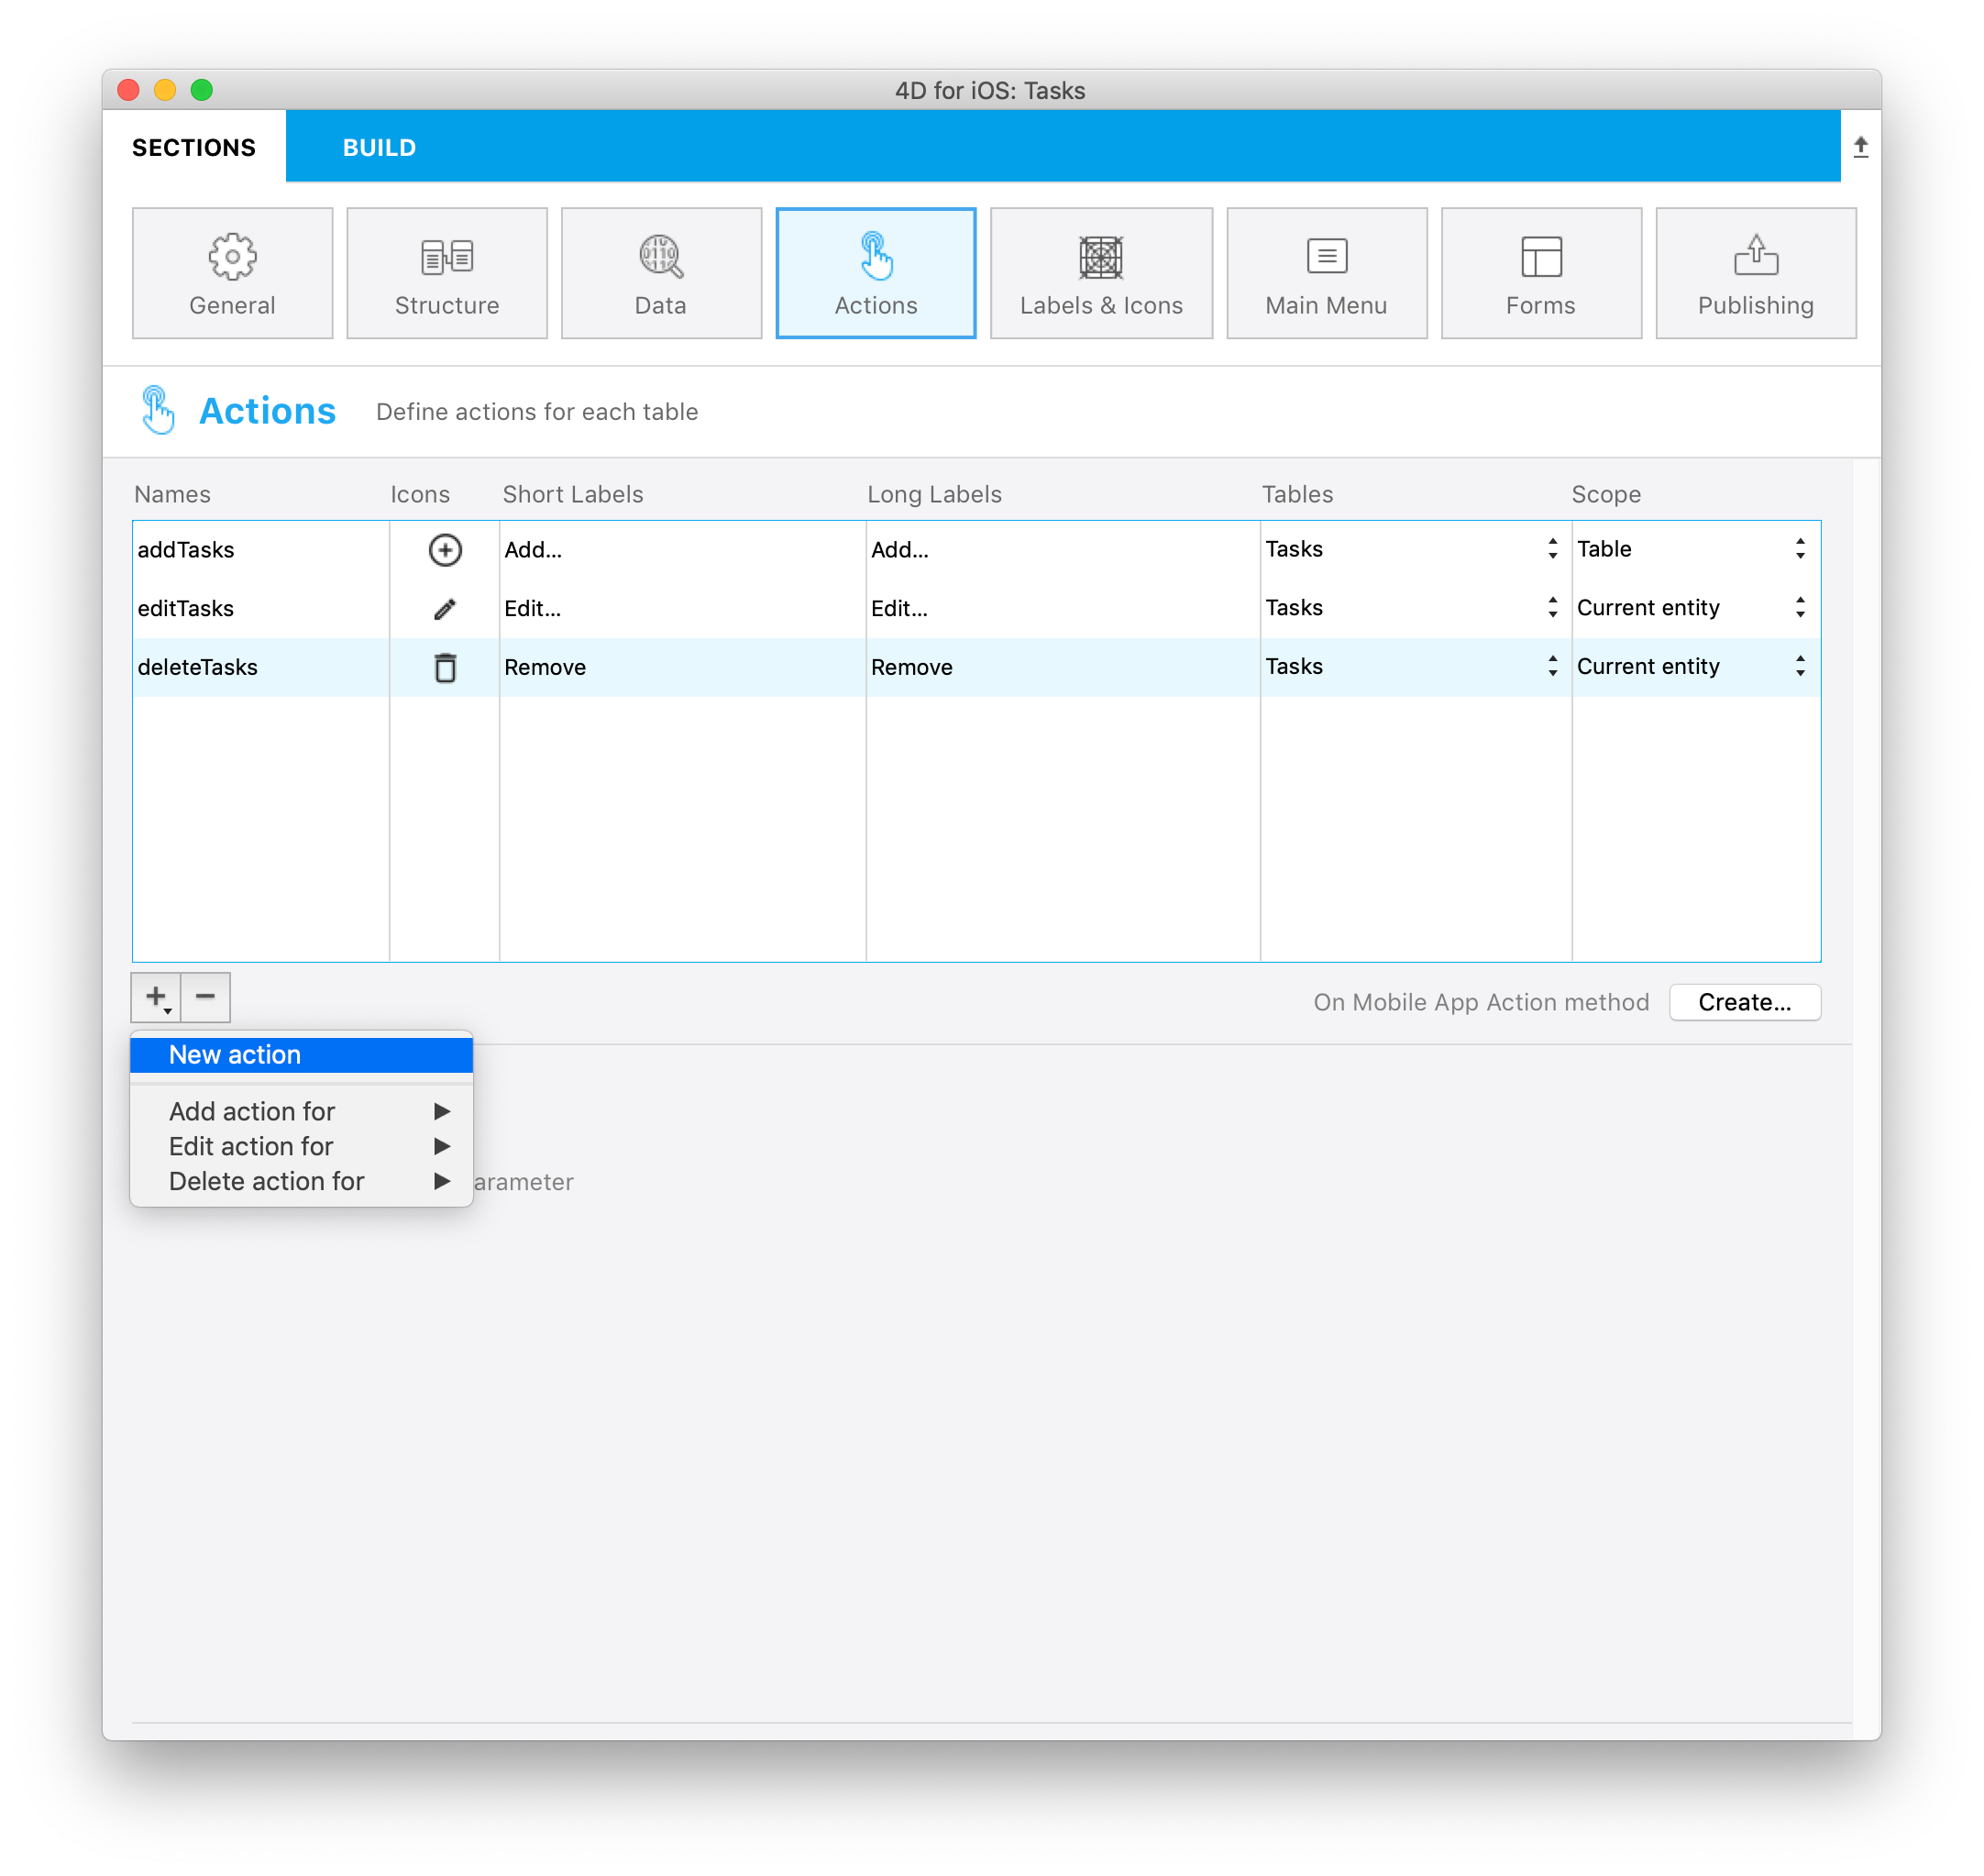 4D for iOS: Tasks
SECTIONS BUILD
General Structure Data Actions Labels & Icons Main Menu Forms Publishing
Actions Define actions for each table
Names Icons Short Labels Long Labels Tables Scope
addTasks Add... Add... Tasks Table
editTasks Edit... Edit... Tasks Current entity
deleteTasks Remove Remove Tasks Current entity
On Mobile App Action method Create...
New action
Add action for
Edit action for
Delete action for
arameter